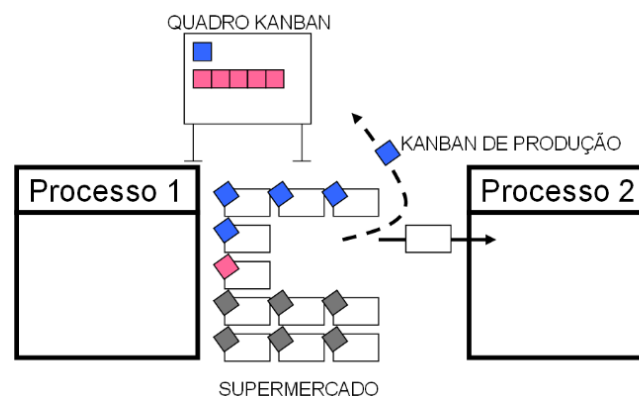 QUADRO KANBAN
KANBAN DE PRODUÇÃO
Processo 1
Processo 2
SUPERMERCADO